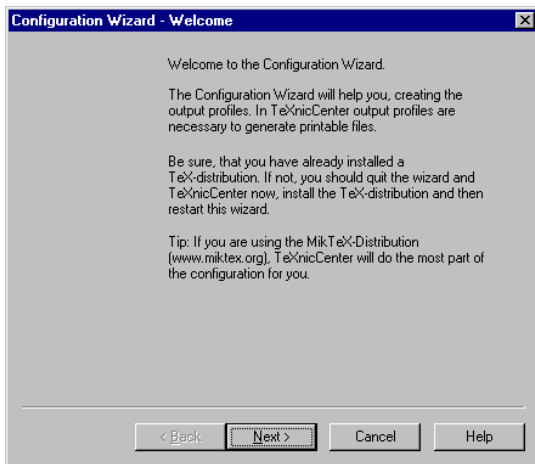 Configuration Wizard - Welcome
Welcome to the Configuration Wizard.
The Configuration Wizard will help you, creating the
output profiles. In TeXnicCenter output profiles are
necessary to generate printable files.
Be sure, that you have already installed a
TeX-distribution. If not, you should quit the wizard and
TeXnicCenter now, install the TeX-distribution and then
restart this wizard.
Tip: If you are using the MikTeX-Distribution
(www.miktex.org), TeXnicCenter will do the most part of
the configuration for you.
< Back Next > Cancel Help